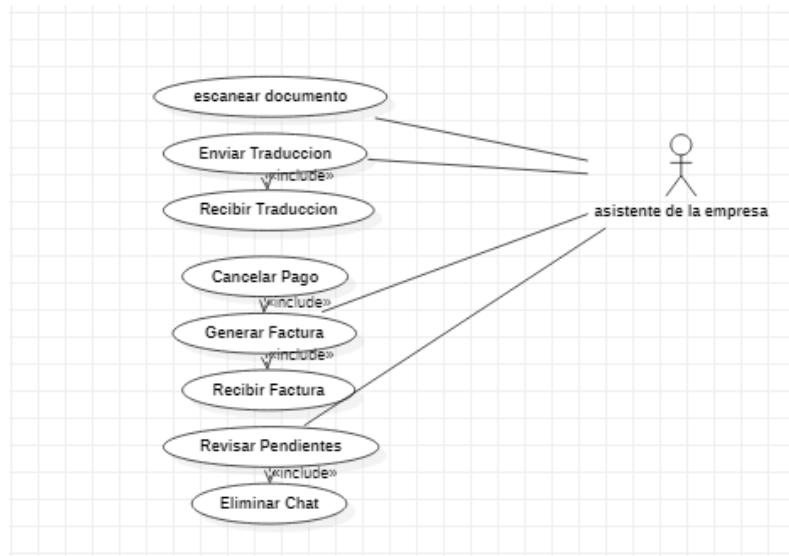 escanear documento
Enviar Traduccion
«include»
Recibir Traduccion
asistente de la empresa
Cancelar Pago
«include»
Generar Factura
«include»
Recibir Factura
Revisar Pendientes
«include»
Eliminar Chat